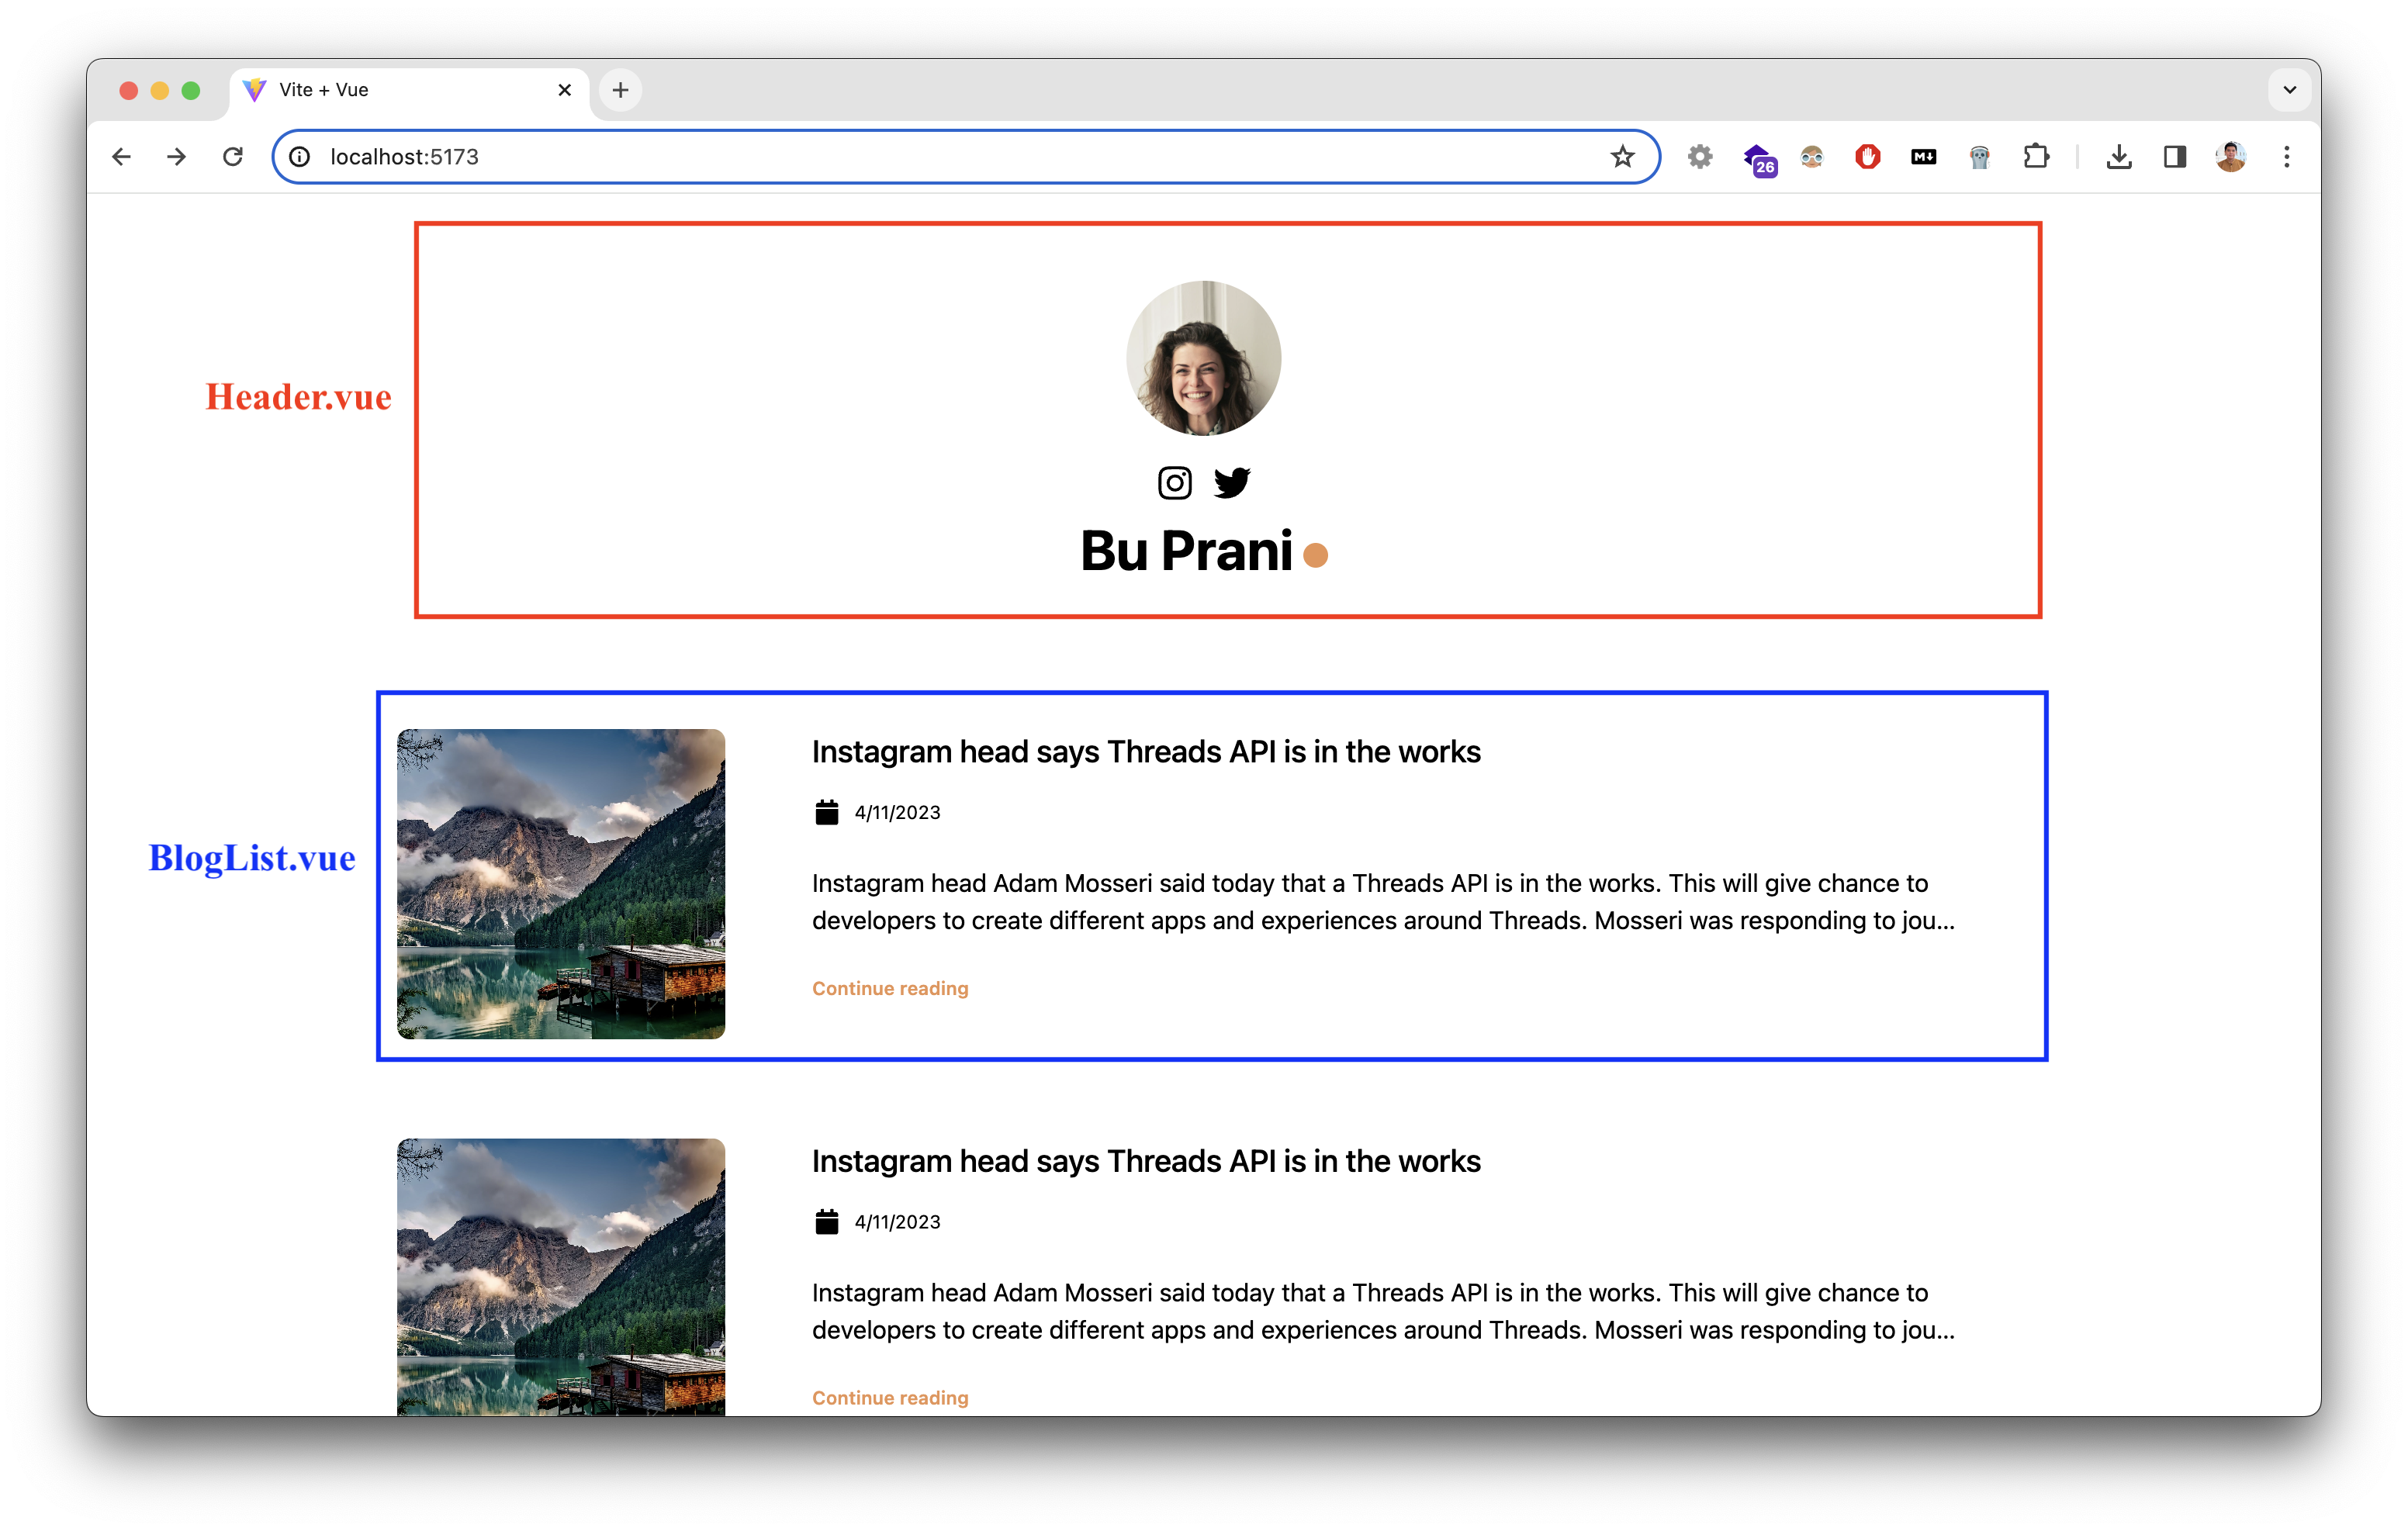 Vite + Vue
localhost:5173
26
M↓
Header.vue
Bu Prani
BlogList.vue
Instagram head says Threads API is in the works
4/11/2023
Instagram head Adam Mosseri said today that a Threads API is in the works. This will give chance to
developers to create different apps and experiences around Threads. Mosseri was responding to jou...
Continue reading
Instagram head says Threads API is in the works
4/11/2023
Instagram head Adam Mosseri said today that a Threads API is in the works. This will give chance to
developers to create different apps and experiences around Threads. Mosseri was responding to jou...
Continue reading